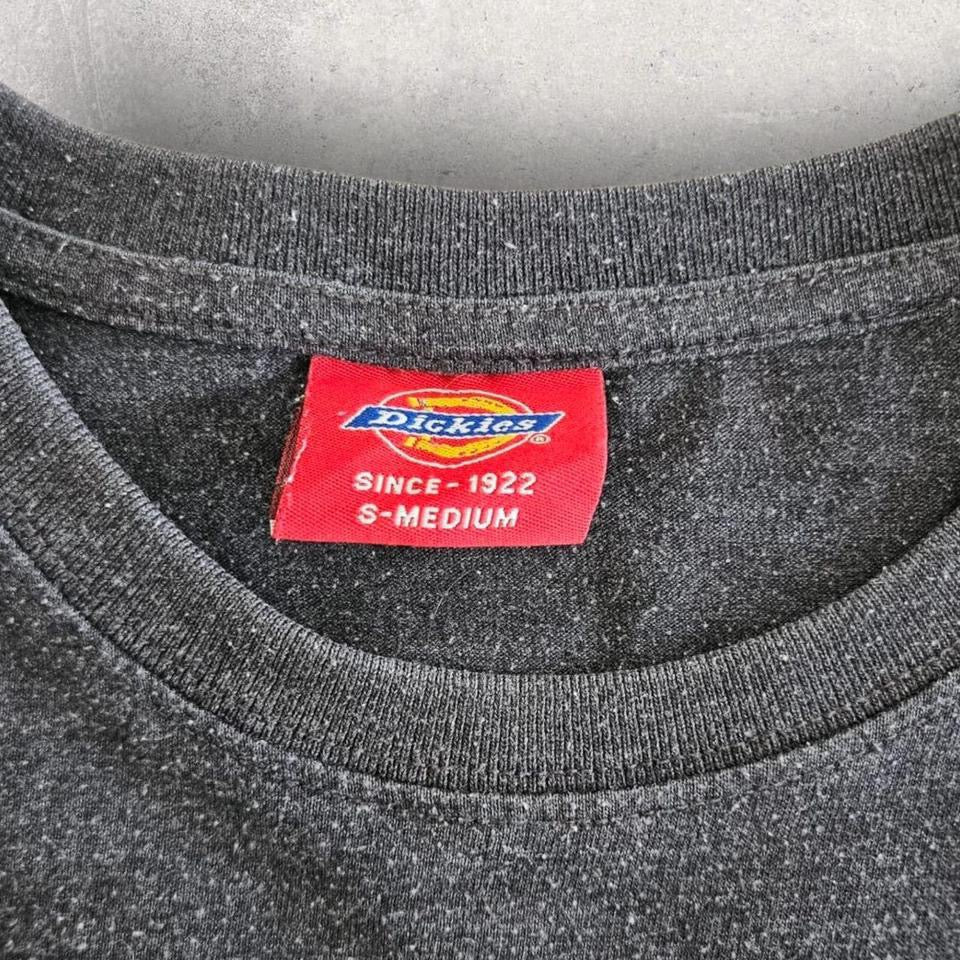 Dickies®
SINCE - 1922
S-MEDIUM